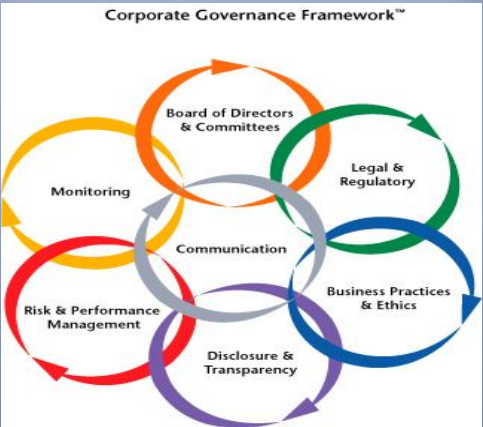 Corporate Governance Framework™
Board of Directors
& Committees
Legal &
Regulatory
Monitoring
Communication
Business Practices
& Ethics
Risk & Performance
Management
Disclosure &
Transparency